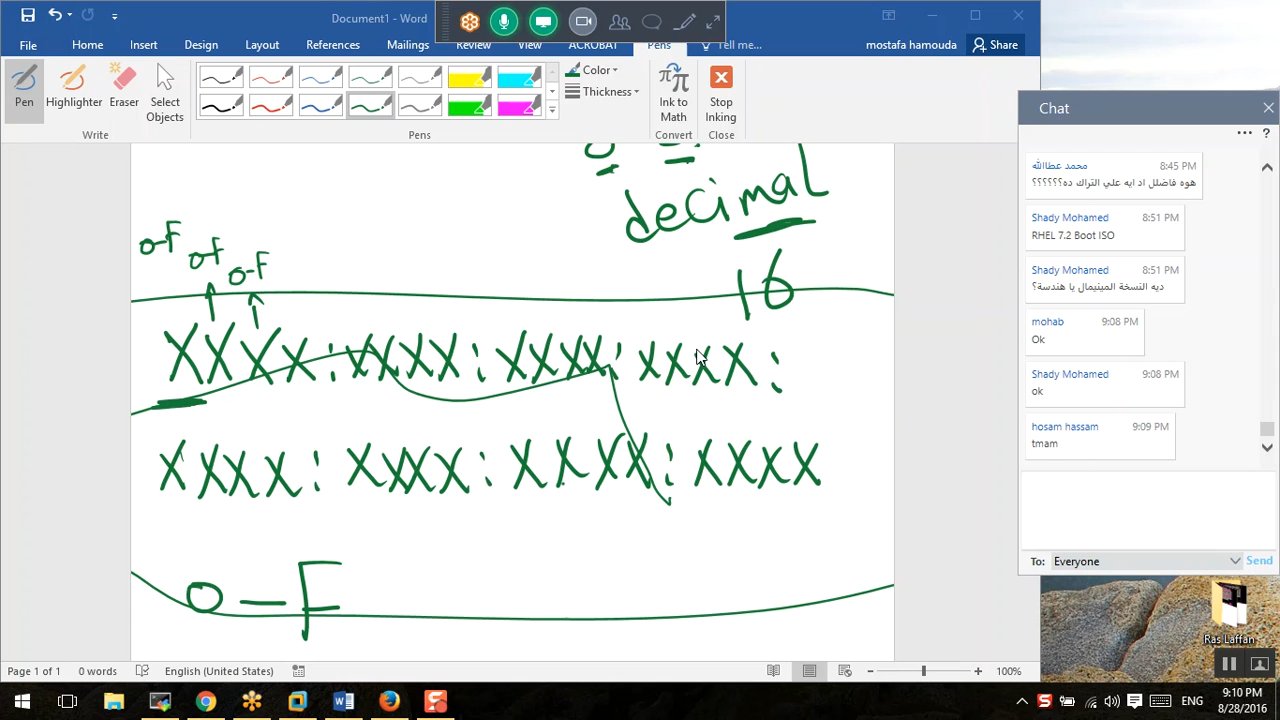 Document1 - Word
File Home Insert Design Layout References Mailings Review View ACROBAT Pens Tell me... mostafa hamouda Share
Pen Highlighter Eraser Select Objects Color Thickness Ink to Math Stop Inking
Write Pens Convert Close
decimal
16
0-F 0-F 0-F
XXXX : XXXX : XXXX : XXXX :
XXXX : XXXX : XXXX : XXXX
0 - F
Chat
محمد عطاالله 8:45 PM
هوه فاضلل اد ايه علي التراك ده؟؟؟؟؟؟
Shady Mohamed 8:51 PM
RHEL 7.2 Boot ISO
Shady Mohamed 8:51 PM
ديه النسخة المينيمال يا هندسة؟
mohab 9:08 PM
Ok
Shady Mohamed 9:08 PM
ok
hosam hassam 9:09 PM
tmam
To: Everyone Send
Ras Laffan
Page 1 of 1 0 words English (United States) 100%
ENG 9:10 PM
8/28/2016